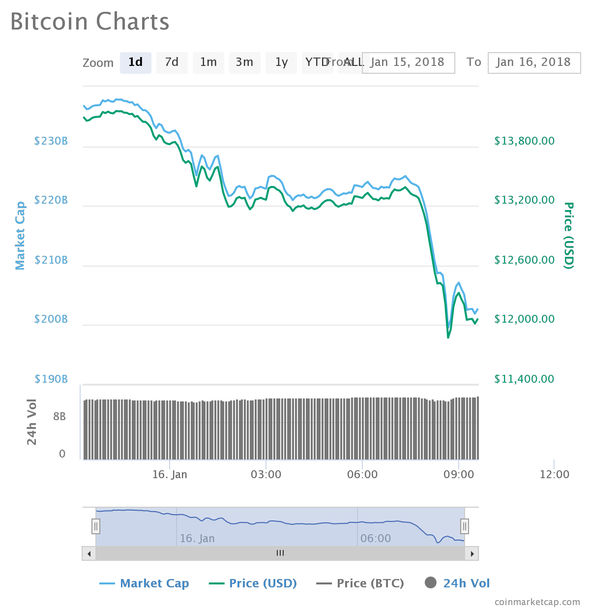 Bitcoin Charts
Zoom 1d 7d 1m 3m 1y YTD ALL From Jan 15, 2018 To Jan 16, 2018
$230B
$220B
$210B
$200B
$190B
Market Cap
$13,800.00
$13,200.00
$12,600.00
$12,000.00
$11,400.00
Price (USD)
24h Vol
8B
0
16. Jan 03:00 06:00 09:00 12:00
16. Jan 06:00
Market Cap Price (USD) Price (BTC) 24h Vol
coinmarketcap.com